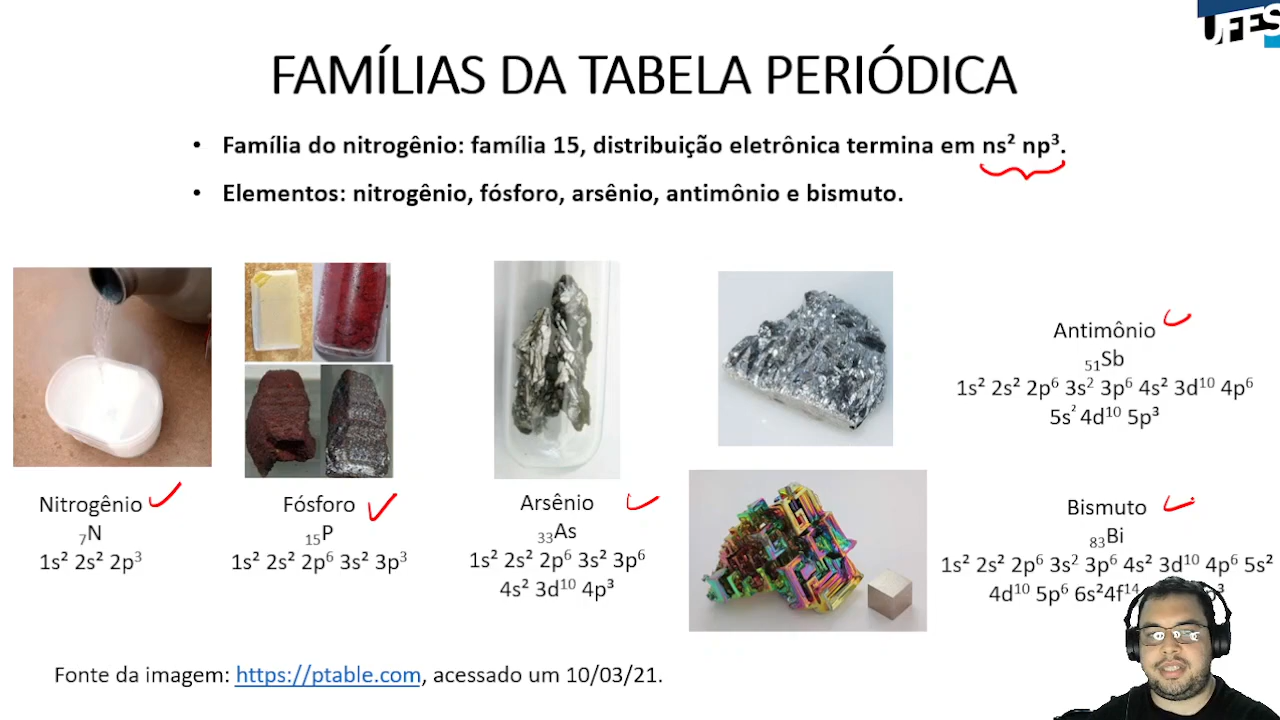 UFES
FAMÍLIAS DA TABELA PERIÓDICA
• Família do nitrogênio: família 15, distribuição eletrônica termina em ns² np³.
• Elementos: nitrogênio, fósforo, arsênio, antimônio e bismuto.
Nitrogênio
₇N
1s² 2s² 2p³
Fósforo
₁₅P
1s² 2s² 2p⁶ 3s² 3p³
Arsênio
₃₃As
1s² 2s² 2p⁶ 3s² 3p⁶
4s² 3d¹⁰ 4p³
Antimônio
₅₁Sb
1s² 2s² 2p⁶ 3s² 3p⁶ 4s² 3d¹⁰ 4p⁶
5s² 4d¹⁰ 5p³
Bismuto
₈₃Bi
1s² 2s² 2p⁶ 3s² 3p⁶ 4s² 3d¹⁰ 4p⁶ 5s²
4d¹⁰ 5p⁶ 6s²4f¹⁴
Fonte da imagem: https://ptable.com, acessado um 10/03/21.